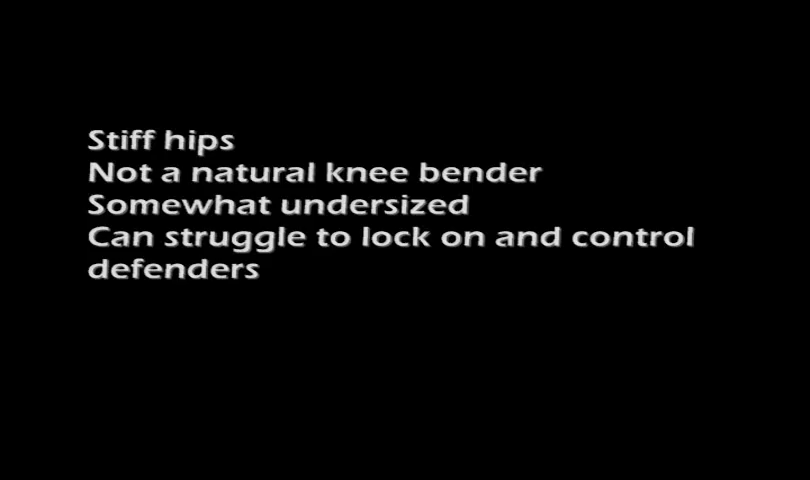 Stiff hips
Not a natural knee bender
Somewhat undersized
Can struggle to lock on and control
defenders